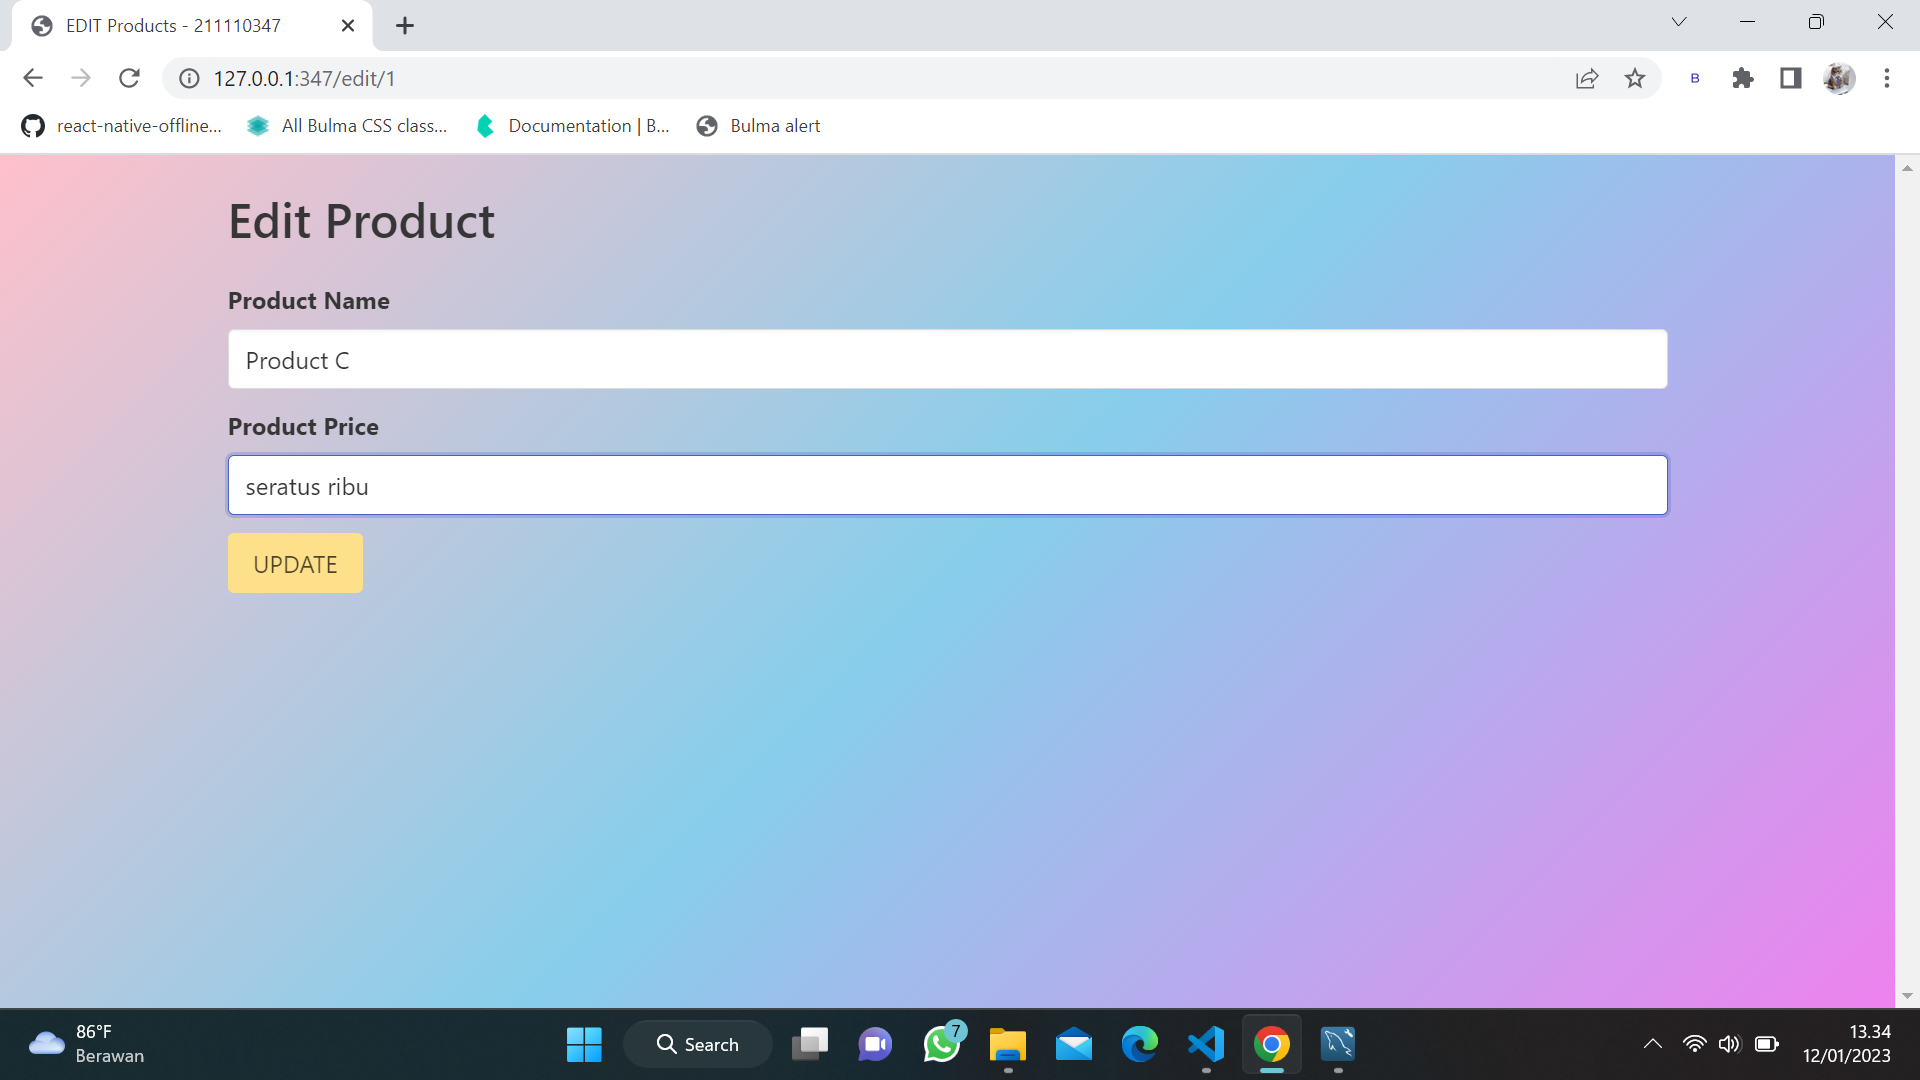 EDIT Products - 211110347
127.0.0.1:347/edit/1
B
react-native-offline...
All Bulma CSS class...
Documentation | B...
Bulma alert
Edit Product
Product Name
Product C
Product Price
seratus ribu
UPDATE
86°F
Berawan
Search
7
13.34
12/01/2023